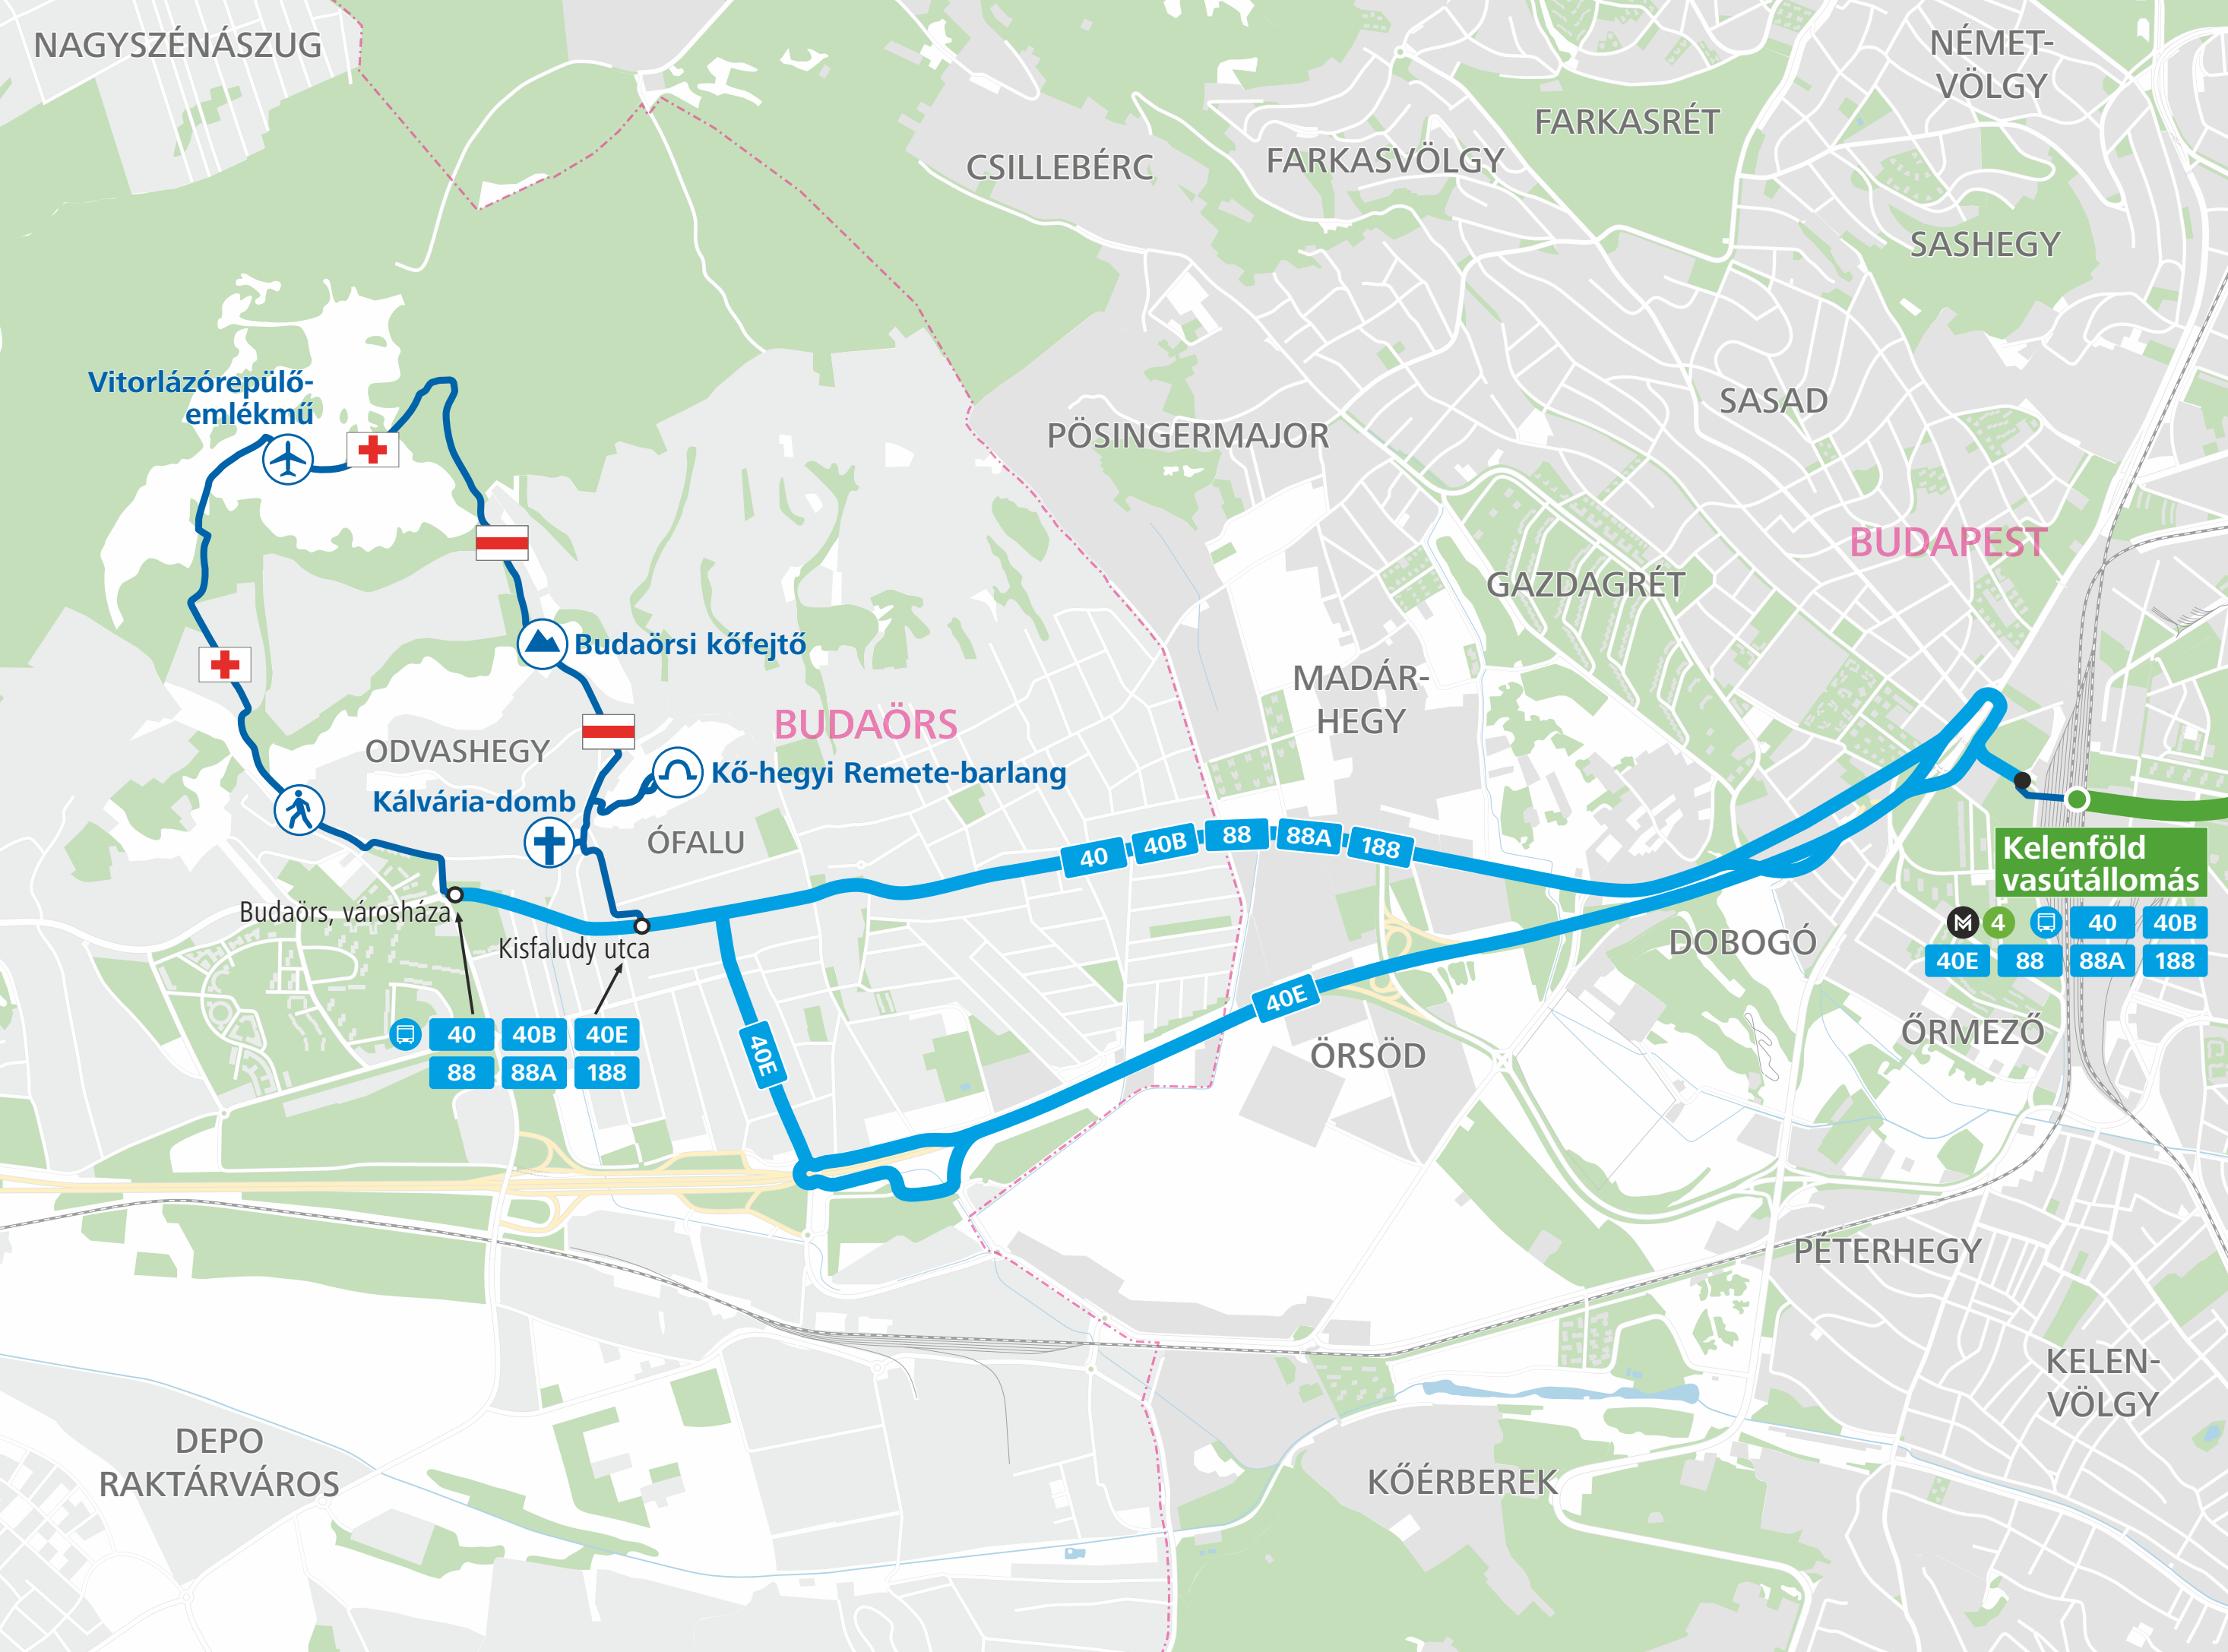 NAGYSZÉNÁSZUG
NÉMET-
VÖLGY
FARKASRÉT
FARKASVÖLGY
CSILLEBÉRC
SASHEGY
Vitorlázórepülő-
emlékmű
SASAD
PÖSINGERMAJOR
BUDAPEST
GAZDAGRÉT
Budaörsi kőfejtő
MADÁR-
HEGY
BUDAÖRS
ODVASHEGY
Kő-hegyi Remete-barlang
Kálvária-domb
ÓFALU
40
40B
88
88A
188
Kelenföld
vasútállomás
M 4 40 40B
40E 88 88A 188
Budaörs, városháza
Kisfaludy utca
DOBOGÓ
40E
40E
ŐRMEZŐ
ÖRSÖD
40 40B 40E
88 88A 188
PÉTERHEGY
KELEN-
VÖLGY
DEPO
RAKTÁRVÁROS
KŐÉRBEREK